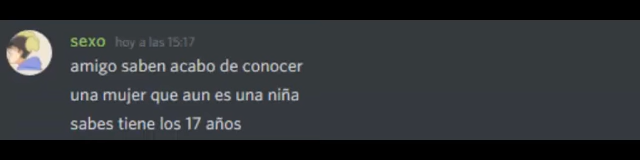 sexo hoy a las 15:17
amigo saben acabo de conocer
una mujer que aun es una niña
sabes tiene los 17 años